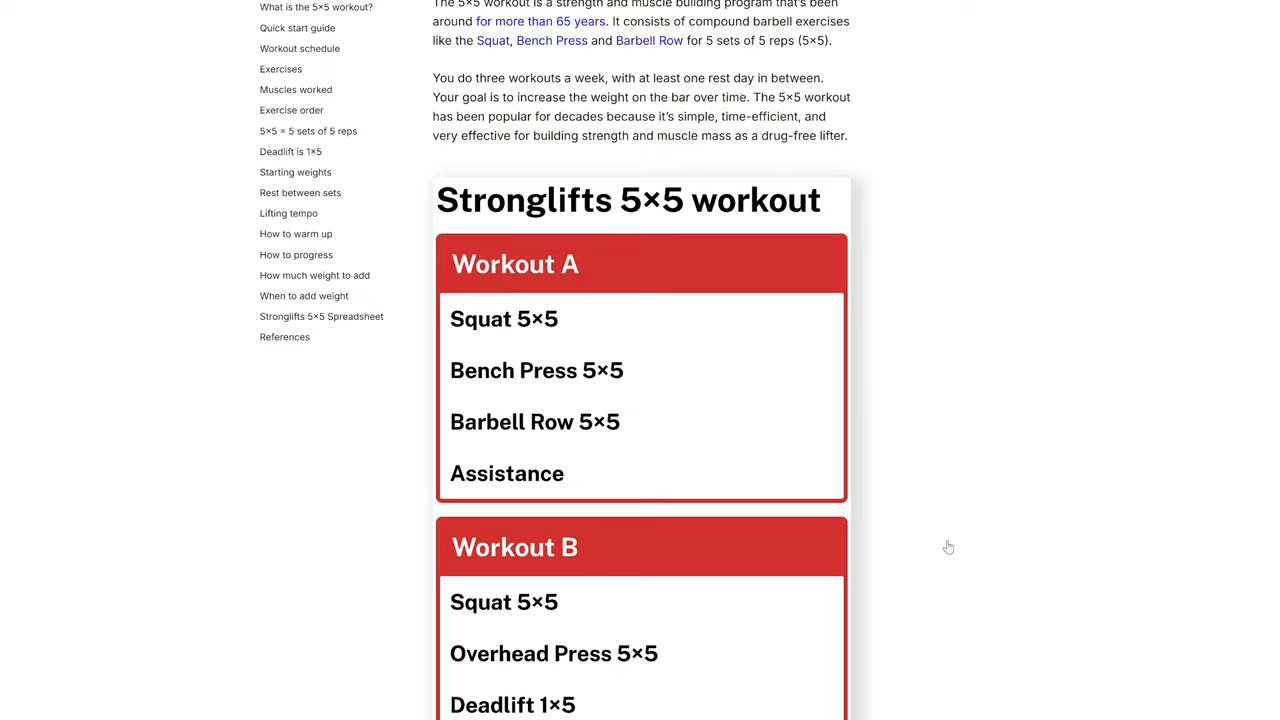 What is the 5×5 workout?
Quick start guide
Workout schedule
Exercises
Muscles worked
Exercise order
5×5 = 5 sets of 5 reps
Deadlift is 1×5
Starting weights
Rest between sets
Lifting tempo
How to warm up
How to progress
How much weight to add
When to add weight
Stronglifts 5×5 Spreadsheet
References
The 5×5 workout is a strength and muscle building program that's been
around for more than 65 years. It consists of compound barbell exercises
like the Squat, Bench Press and Barbell Row for 5 sets of 5 reps (5×5).
You do three workouts a week, with at least one rest day in between.
Your goal is to increase the weight on the bar over time. The 5×5 workout
has been popular for decades because it's simple, time-efficient, and
very effective for building strength and muscle mass as a drug-free lifter.
Stronglifts 5×5 workout
Workout A
Squat 5×5
Bench Press 5×5
Barbell Row 5×5
Assistance
Workout B
Squat 5×5
Overhead Press 5×5
Deadlift 1×5